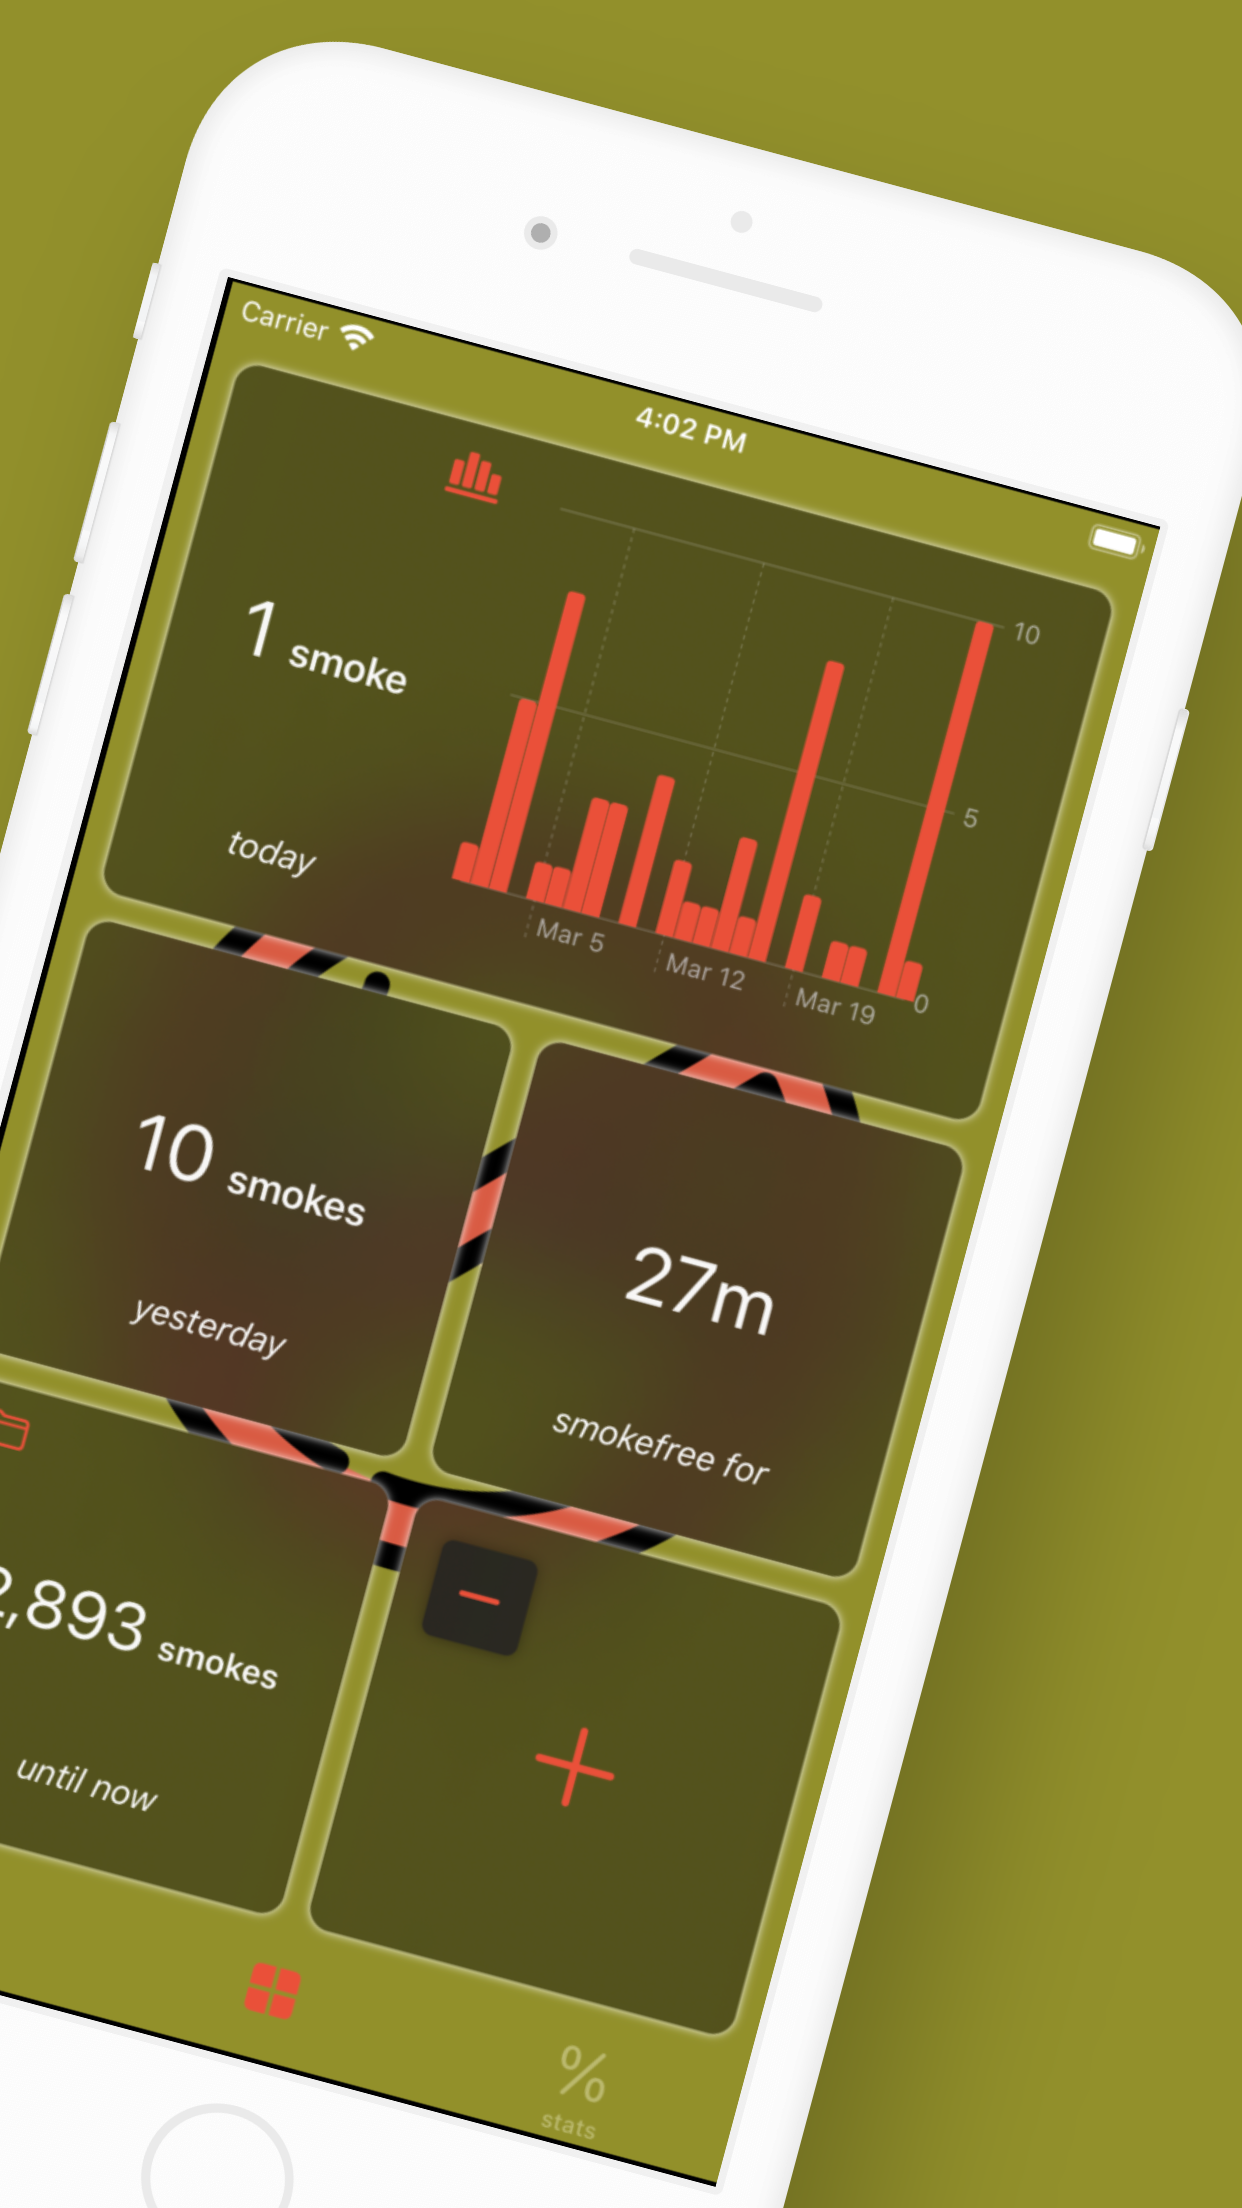 Carrier
4:02 PM
10
5
0
Mar 5
Mar 12
Mar 19
1 smoke
today
10 smokes
yesterday
27m
smokefree for
2,893 smokes
until now
%
stats